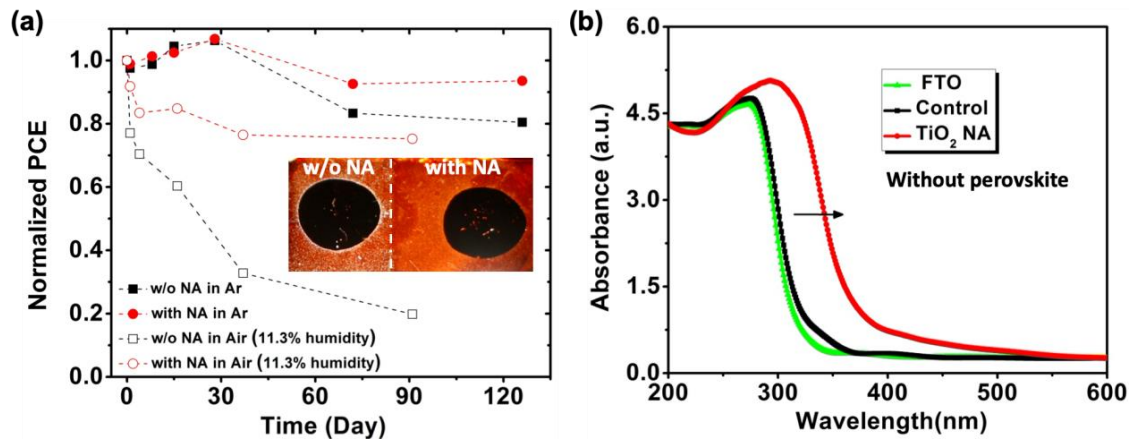 (a)
Normalized PCE
1.0
0.8
0.6
0.4
0.2
0.0
w/o NA
with NA
w/o NA in Ar
with NA in Ar
w/o NA in Air (11.3% humidity)
with NA in Air (11.3% humidity)
0 30 60 90 120
Time (Day)
(b)
Absorbance (a.u.)
4.5
3.0
1.5
0.0
FTO
Control
TiO₂ NA
Without perovskite
200 300 400 500 600
Wavelength(nm)